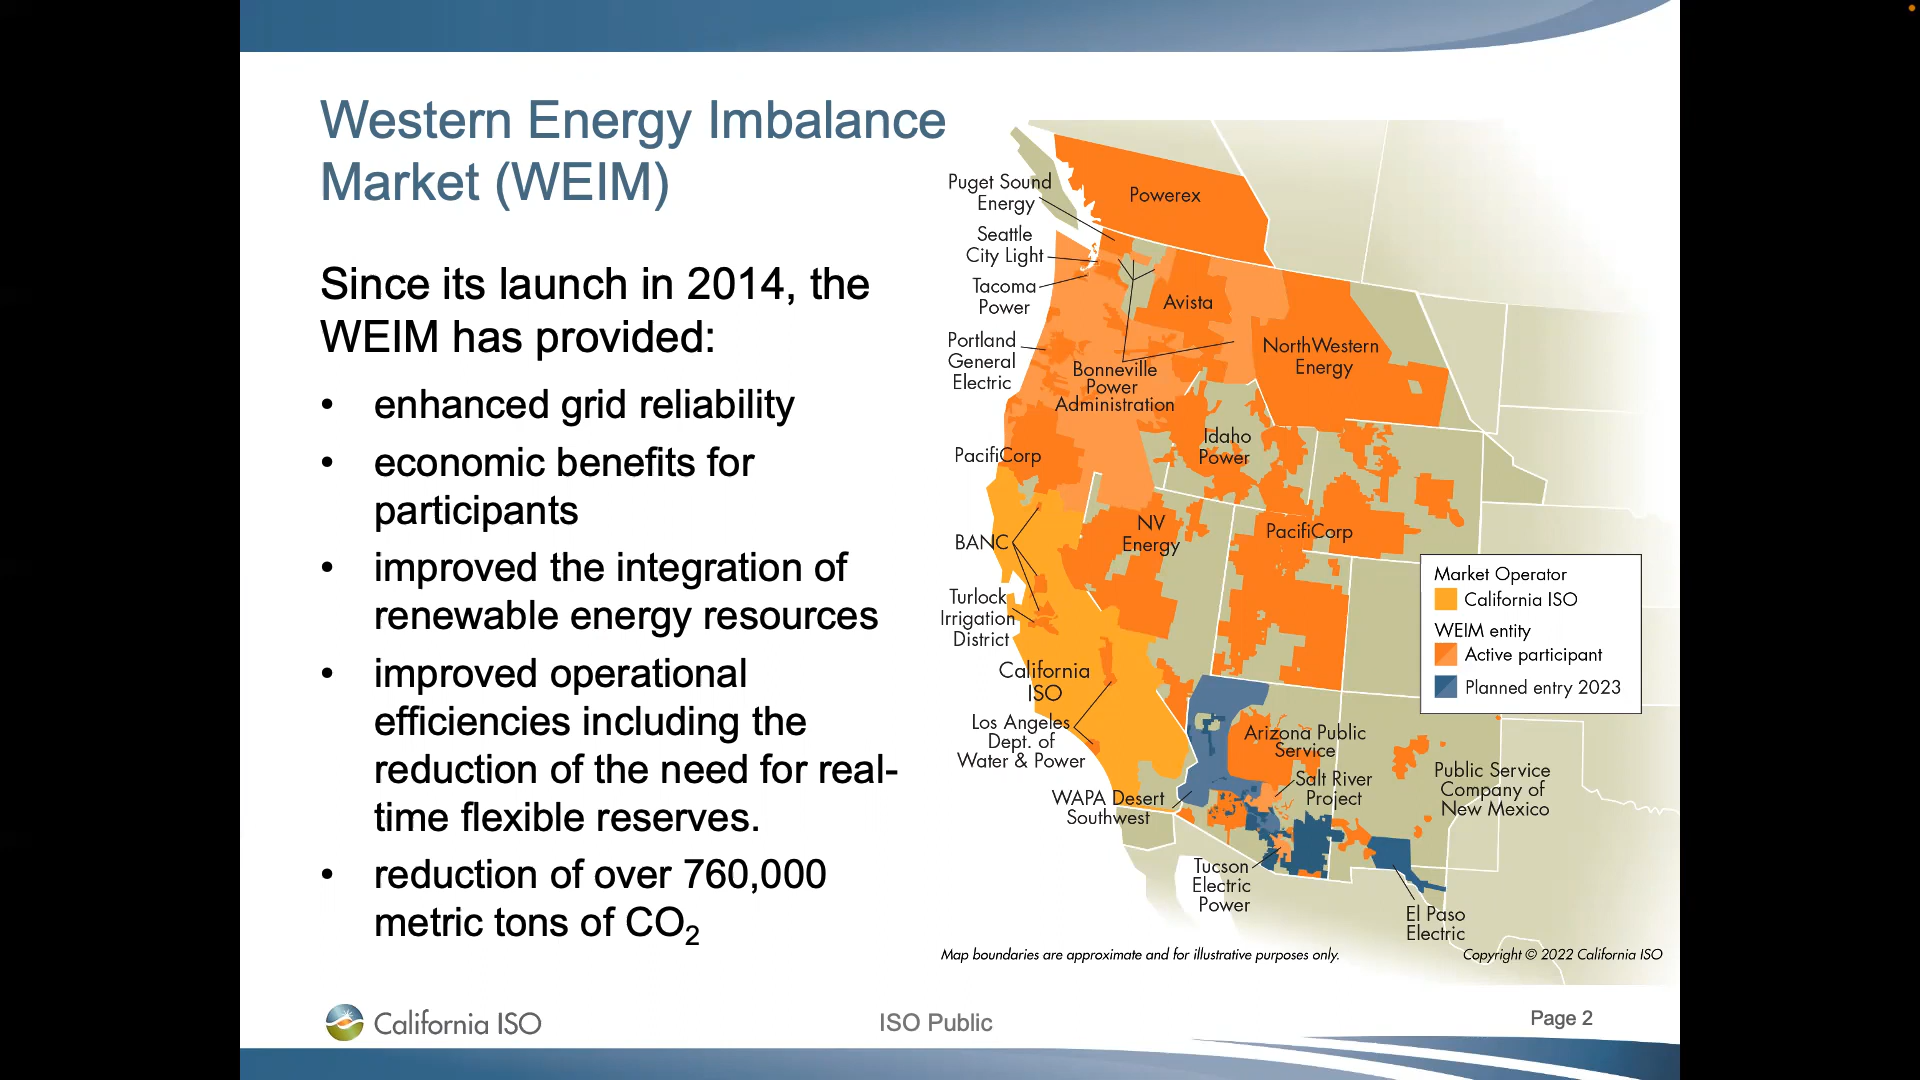 Western Energy Imbalance
Market (WEIM)
Since its launch in 2014, the
WEIM has provided:
• enhanced grid reliability
• economic benefits for
participants
• improved the integration of
renewable energy resources
• improved operational
efficiencies including the
reduction of the need for real-
time flexible reserves.
• reduction of over 760,000
metric tons of CO₂
Powerex
Puget Sound
Energy
Seattle
City Light
Tacoma
Power
Avista
Portland
General
Electric
NorthWestern
Energy
Bonneville
Power
Administration
Idaho
Power
PacifiCorp
NV
Energy
PacifiCorp
BANC
Turlock
Irrigation
District
California
ISO
Los Angeles
Dept. of
Water & Power
Arizona Public
Service
Salt River
Project
WAPA Desert
Southwest
Public Service
Company of
New Mexico
Tucson
Electric
Power
El Paso
Electric
Market Operator
California ISO
WEIM entity
Active participant
Planned entry 2023
Map boundaries are approximate and for illustrative purposes only.
Copyright © 2022 California ISO
California ISO
ISO Public
Page 2